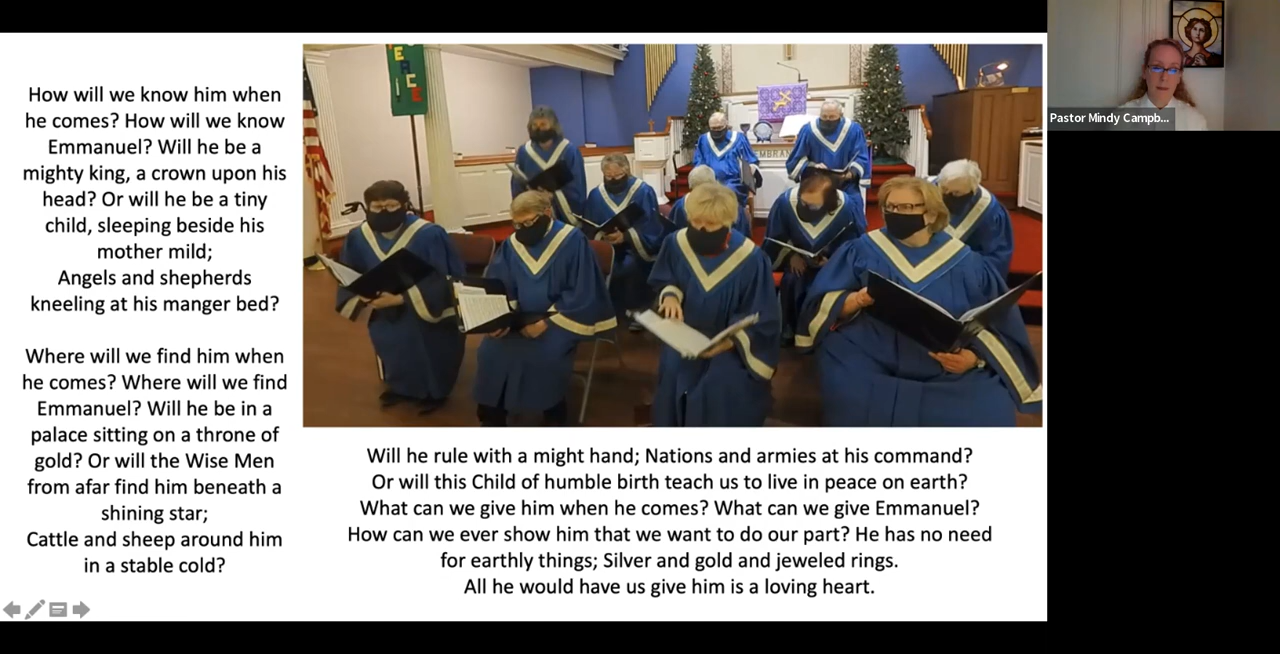 How will we know him when
he comes? How will we know
Emmanuel? Will he be a
mighty king, a crown upon his
head? Or will he be a tiny
child, sleeping beside his
mother mild;
Angels and shepherds
kneeling at his manger bed?
Where will we find him when
he comes? Where will we find
Emmanuel? Will he be in a
palace sitting on a throne of
gold? Or will the Wise Men
from afar find him beneath a
shining star;
Cattle and sheep around him
in a stable cold?
Will he rule with a might hand; Nations and armies at his command?
Or will this Child of humble birth teach us to live in peace on earth?
What can we give him when he comes? What can we give Emmanuel?
How can we ever show him that we want to do our part? He has no need
for earthly things; Silver and gold and jeweled rings.
All he would have us give him is a loving heart.
Pastor Mindy Campb...